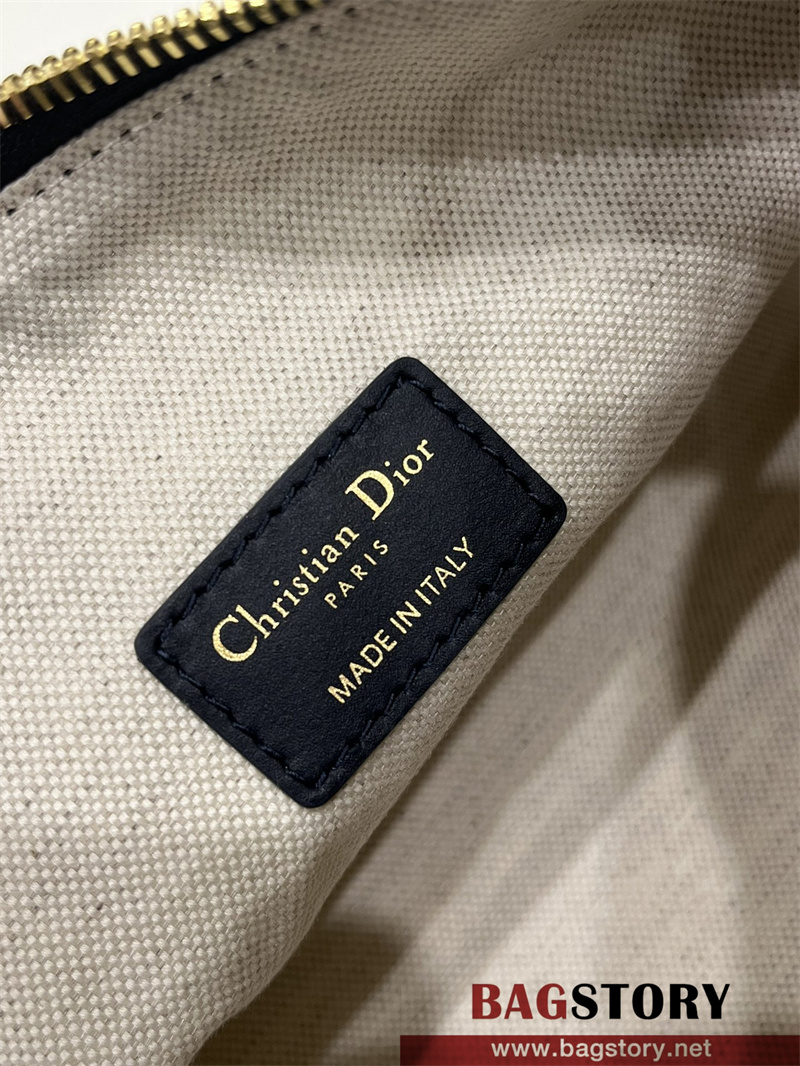 Christian Dior
PARIS
MADE IN ITALY
BAGSTORY
www.bagstory.net